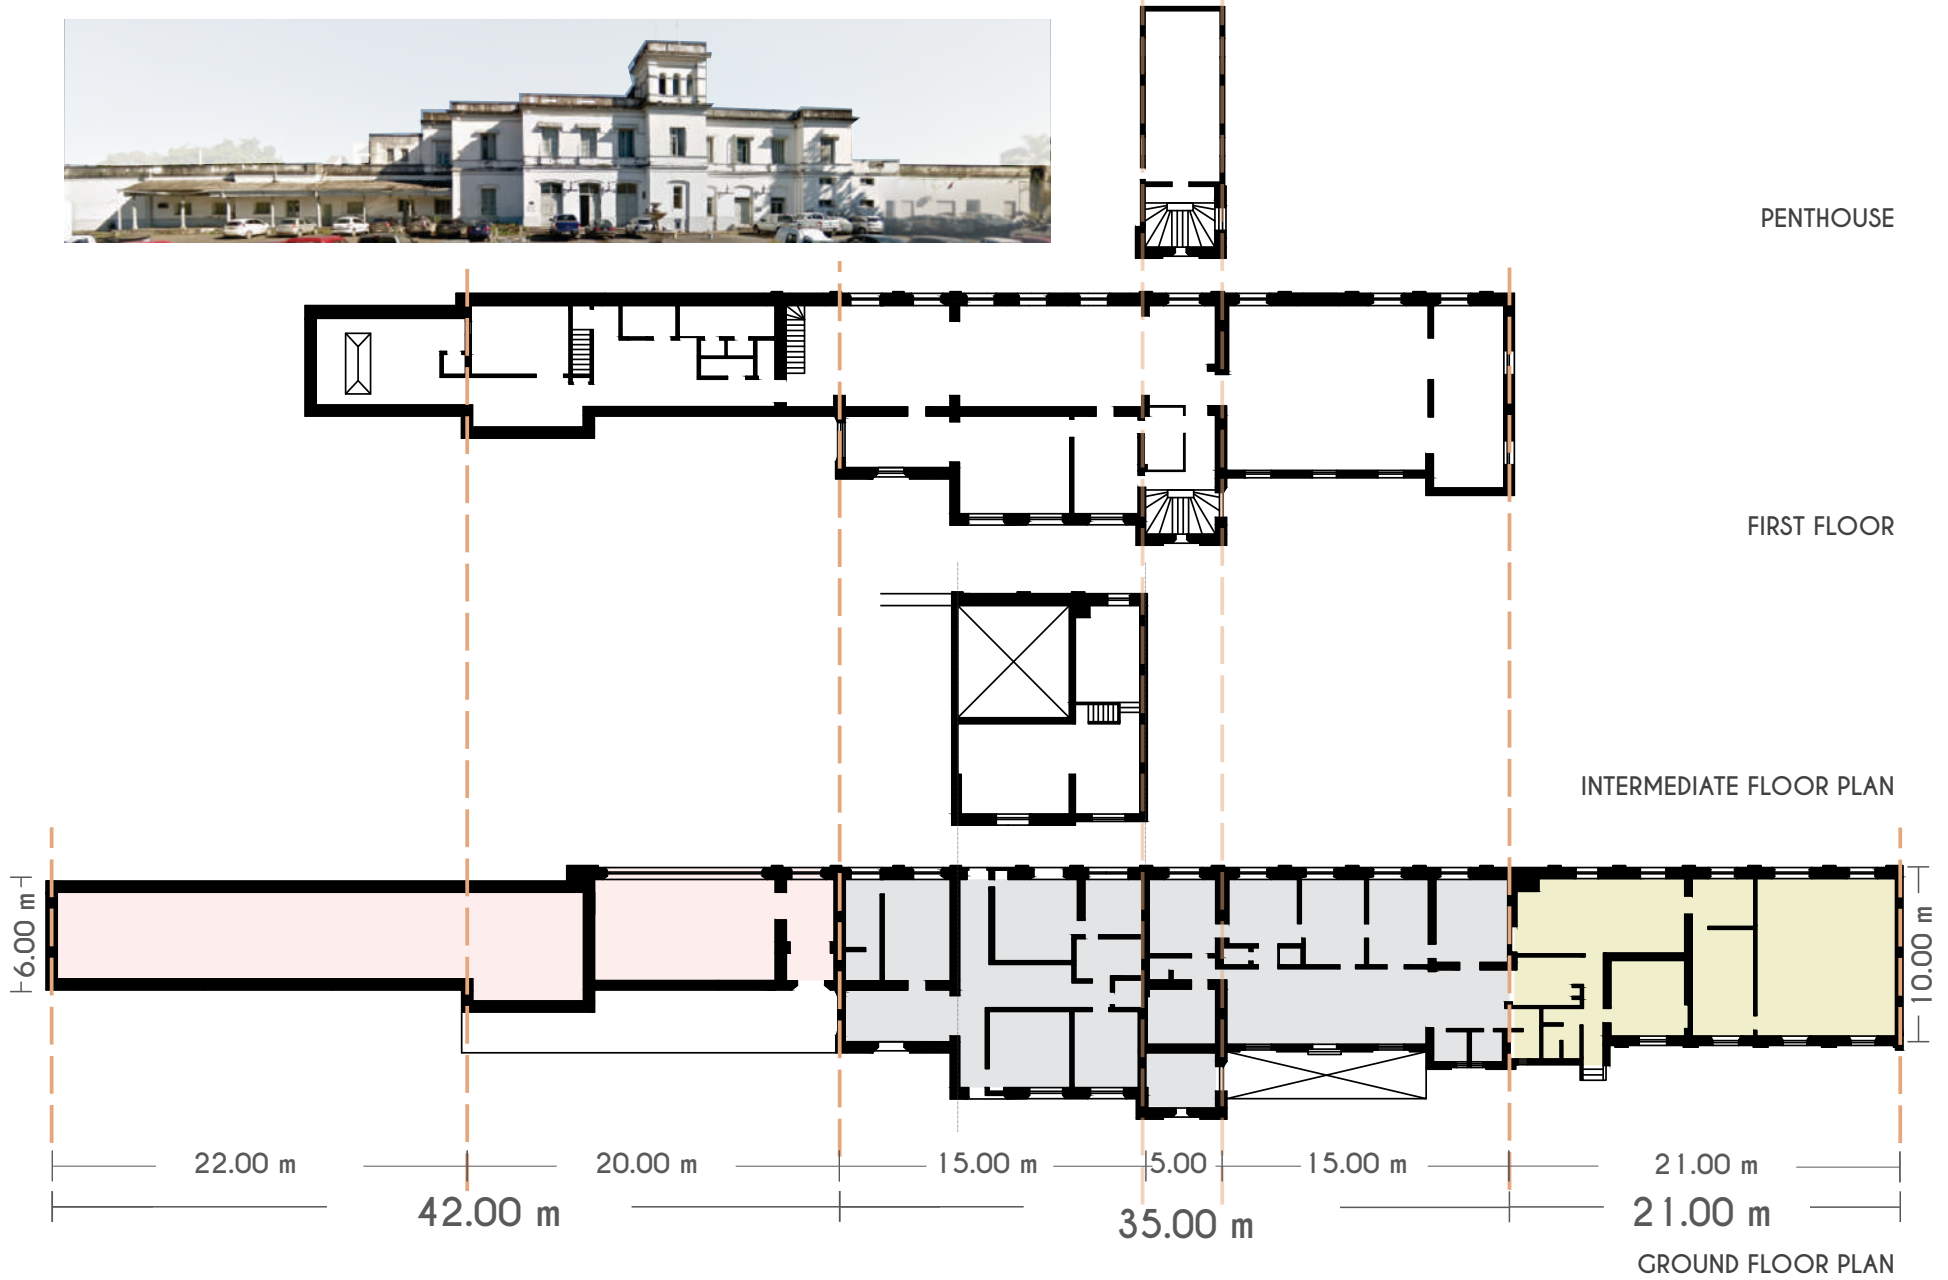 PENTHOUSE
FIRST FLOOR
INTERMEDIATE FLOOR PLAN
6.00 m
10.00 m
22.00 m
20.00 m
15.00 m
5.00
15.00 m
21.00 m
42.00 m
35.00 m
21.00 m
GROUND FLOOR PLAN